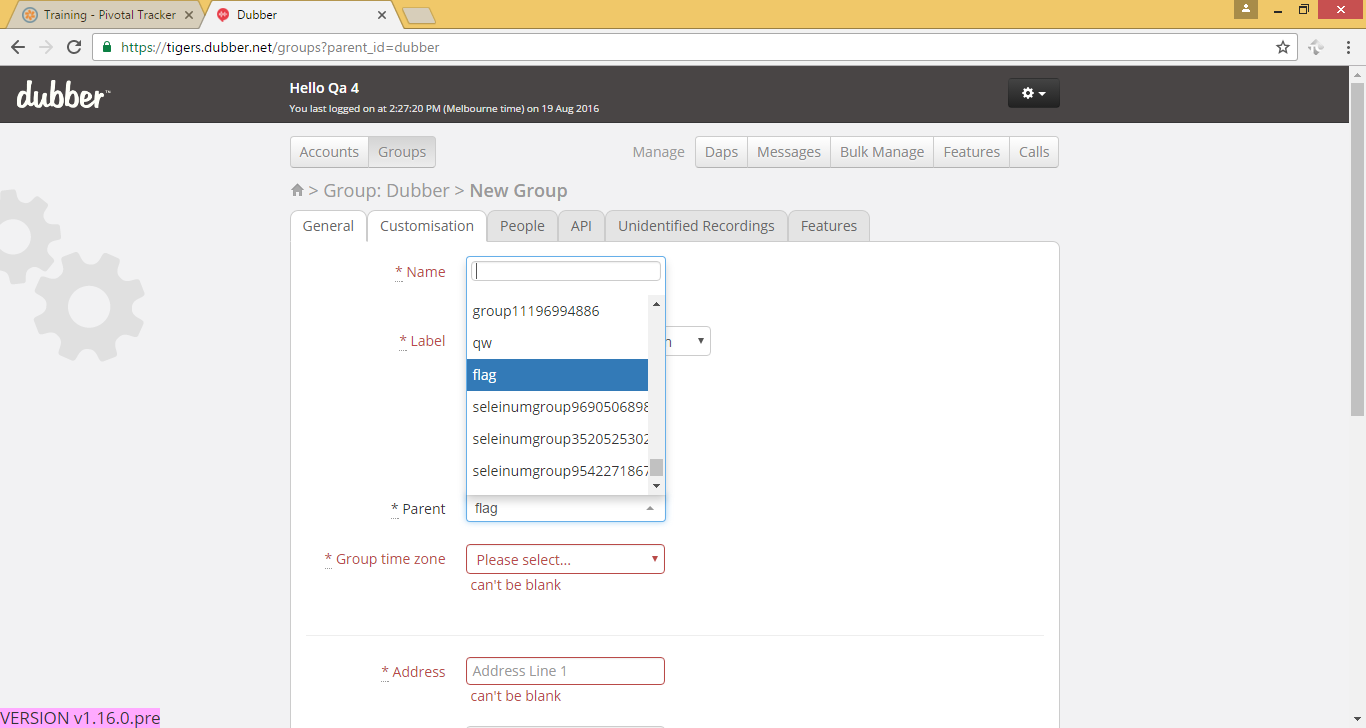 Training - Pivotal Tracker
Dubber
https://tigers.dubber.net/groups?parent_id=dubber
dubber™
Hello Qa 4
You last logged on at 2:27:20 PM (Melbourne time) on 19 Aug 2016
Accounts
Groups
Manage
Daps
Messages
Bulk Manage
Features
Calls
> Group: Dubber > New Group
General
Customisation
People
API
Unidentified Recordings
Features
* Name
group11196994886
qw
* Label
n
flag
seleinumgroup9690506898
seleinumgroup3520525302
seleinumgroup9542271867
* Parent
flag
* Group time zone
Please select...
can't be blank
* Address
Address Line 1
can't be blank
VERSION v1.16.0.pre